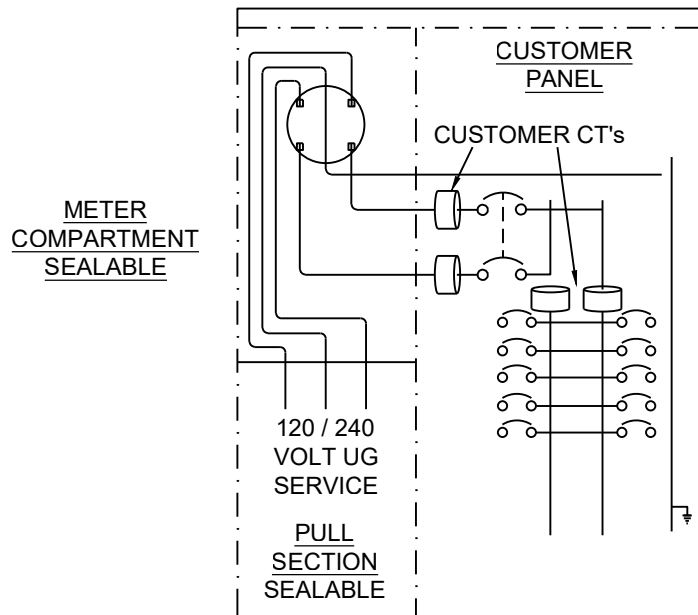 CUSTOMER
PANEL
CUSTOMER CT's
METER
COMPARTMENT
SEALABLE
120 / 240
VOLT UG
SERVICE
PULL
SECTION
SEALABLE